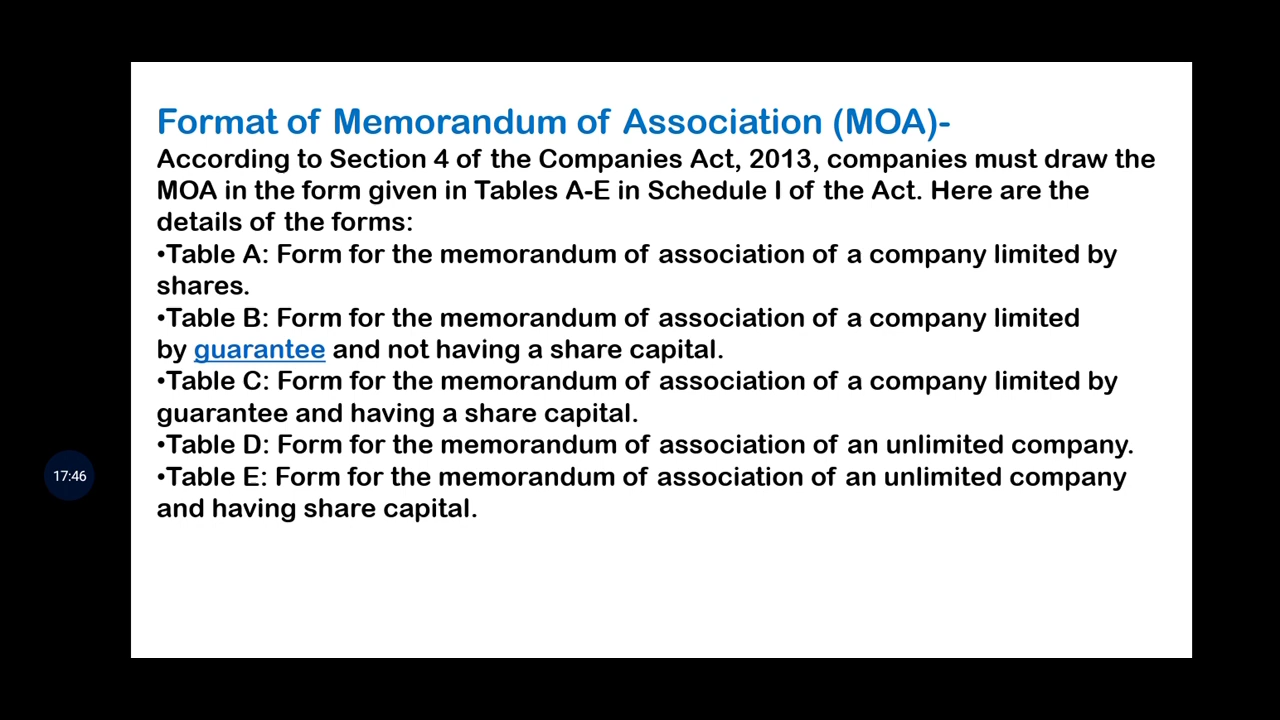 Format of Memorandum of Association (MOA)-
According to Section 4 of the Companies Act, 2013, companies must draw the
MOA in the form given in Tables A-E in Schedule I of the Act. Here are the
details of the forms:
•Table A: Form for the memorandum of association of a company limited by
shares.
•Table B: Form for the memorandum of association of a company limited
by guarantee and not having a share capital.
•Table C: Form for the memorandum of association of a company limited by
guarantee and having a share capital.
•Table D: Form for the memorandum of association of an unlimited company.
17:46
•Table E: Form for the memorandum of association of an unlimited company
and having share capital.